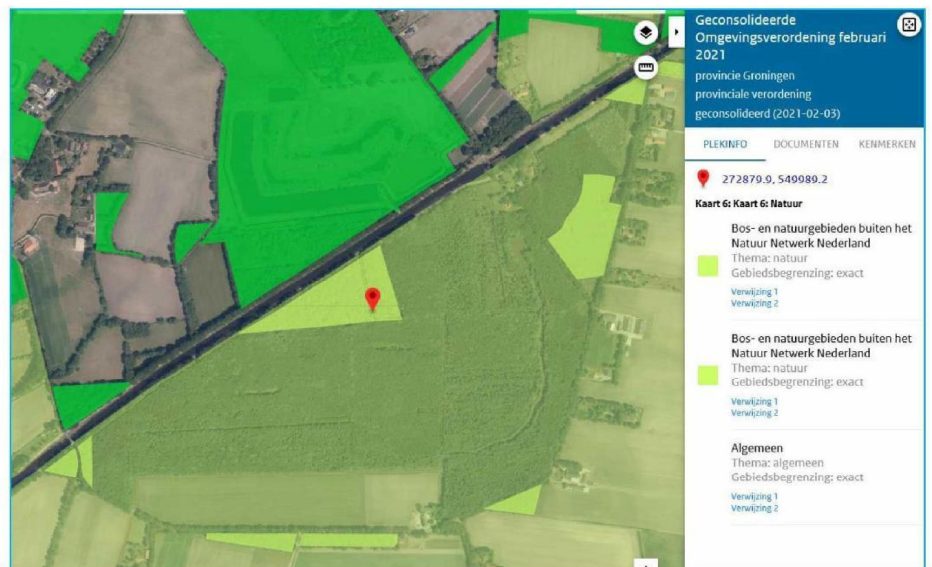 Geconsolideerde
Omgevingsverordening februari
2021
provincie Groningen
provinciale verordening
geconsolideerd (2021-02-03)
PLEKINFO DOCUMENTEN KENMERKEN
272879.9, 549989.2
Kaart 6: Kaart 6: Natuur
Bos- en natuurgebieden buiten het
Natuur Netwerk Nederland
Thema: natuur
Gebiedsbegrenzing: exact
Verwijzing 1
Verwijzing 2
Bos- en natuurgebieden buiten het
Natuur Netwerk Nederland
Thema: natuur
Gebiedsbegrenzing: exact
Verwijzing 1
Verwijzing 2
Algemeen
Thema: algemeen
Gebiedsbegrenzing: exact
Verwijzing 1
Verwijzing 2